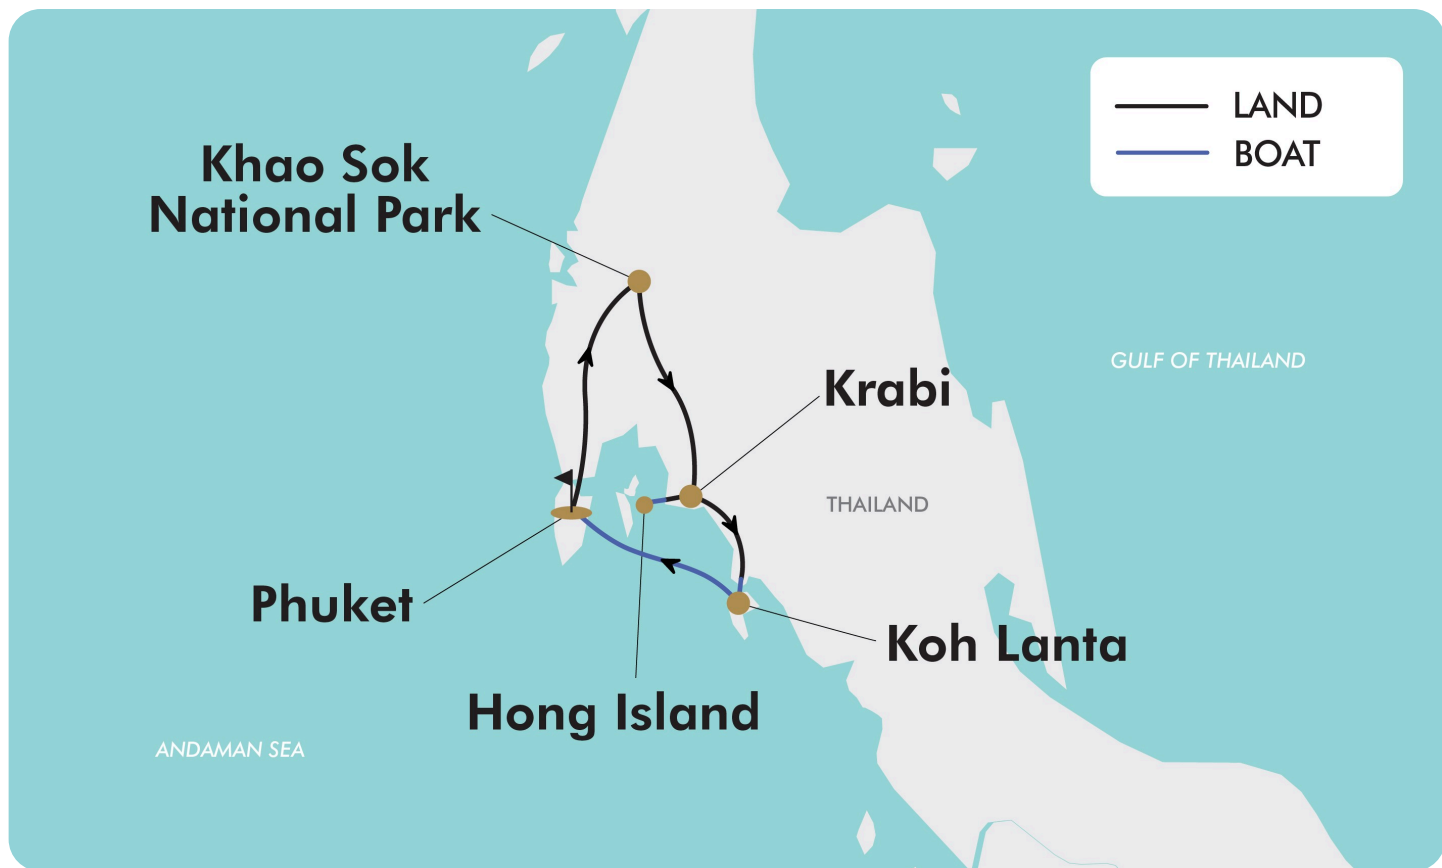 LAND
BOAT
Khao Sok
National Park
GULF OF THAILAND
Krabi
THAILAND
Phuket
Koh Lanta
Hong Island
ANDAMAN SEA